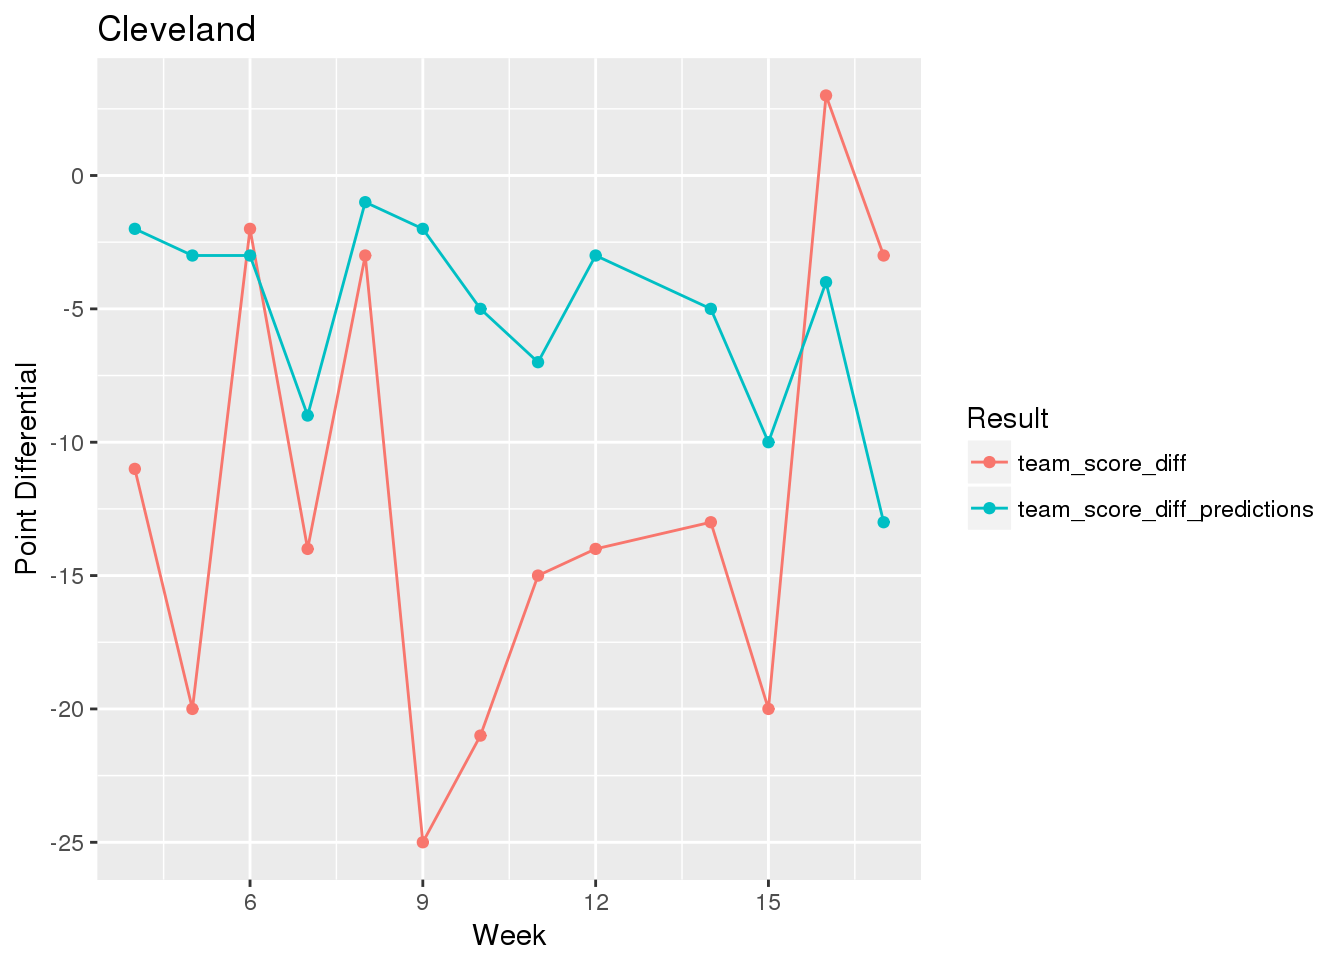 Cleveland
Point Differential
0
-5
-10
-15
-20
-25
6
9
12
15
Week
Result
team_score_diff
team_score_diff_predictions